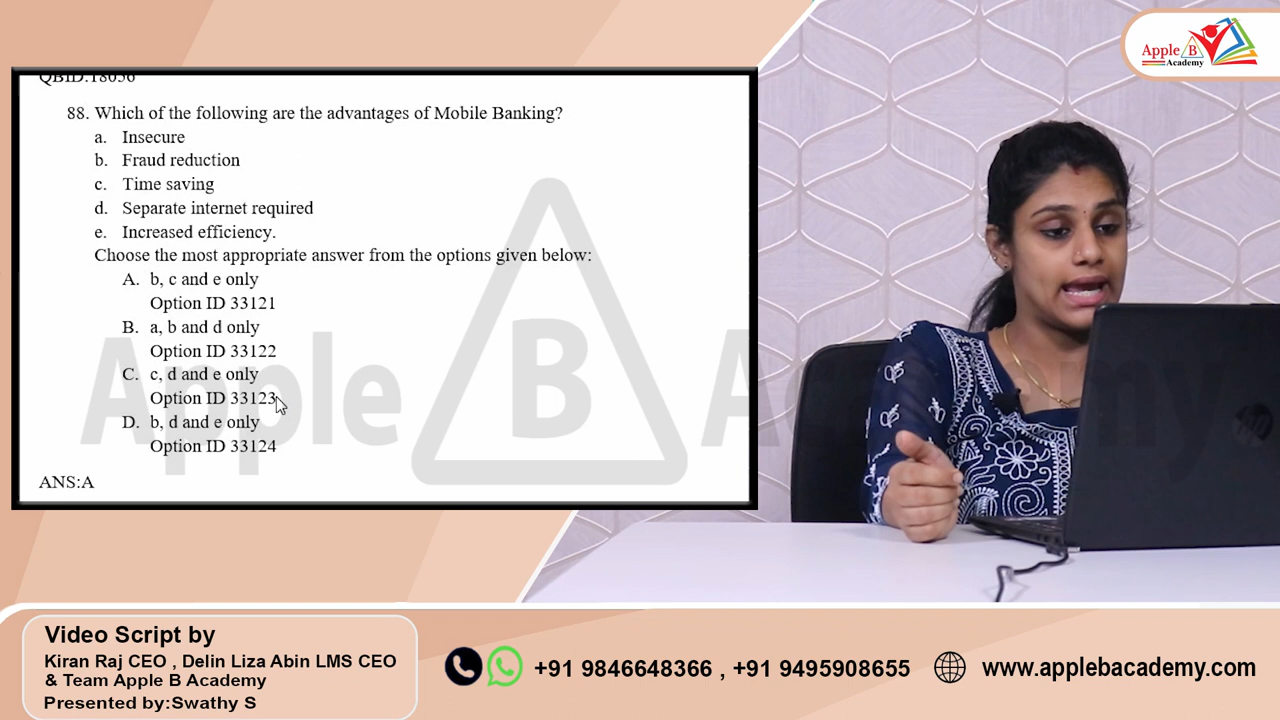 Apple B
Academy
QBID:18056
88. Which of the following are the advantages of Mobile Banking?
a. Insecure
b. Fraud reduction
c. Time saving
d. Separate internet required
e. Increased efficiency.
Choose the most appropriate answer from the options given below:
A. b, c and e only
Option ID 33121
B. a, b and d only
Option ID 33122
C. c, d and e only
Option ID 33123
D. b, d and e only
Option ID 33124
ANS:A
Apple B Academy
Video Script by
Kiran Raj CEO , Delin Liza Abin LMS CEO
& Team Apple B Academy
Presented by:Swathy S
+91 9846648366 , +91 9495908655
www.applebacademy.com